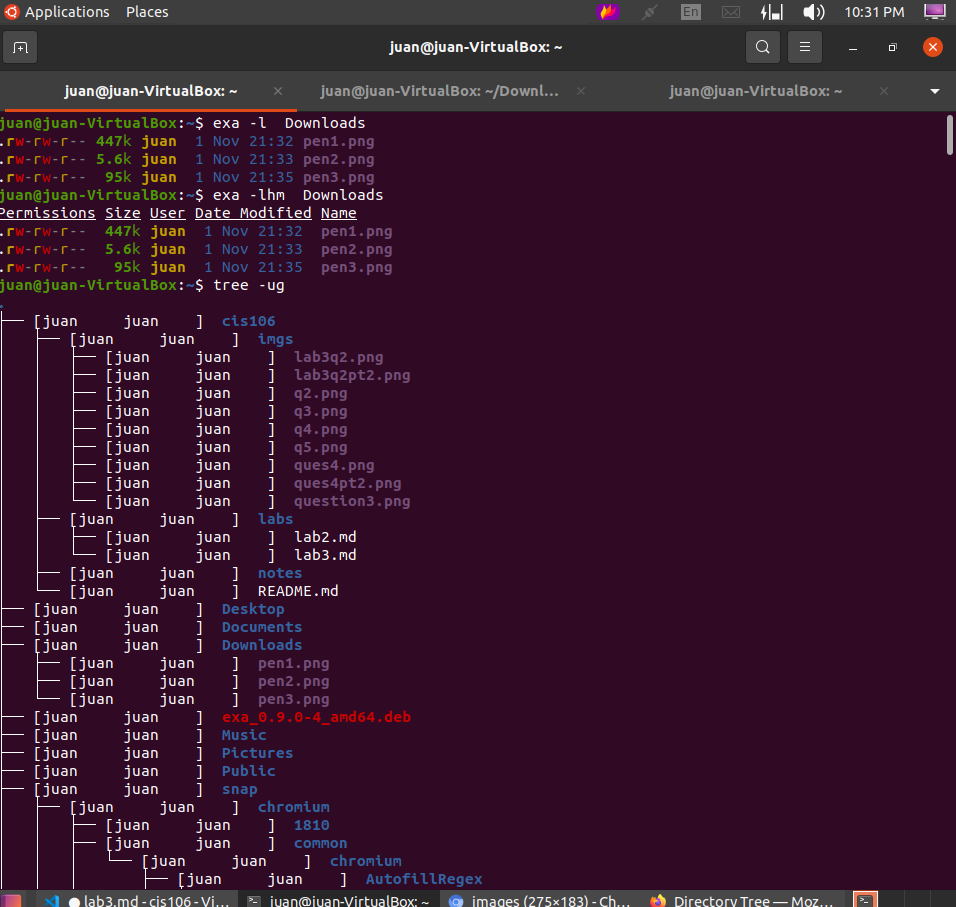 Applications Places En 10:31 PM
juan@juan-VirtualBox: ~
juan@juan-VirtualBox: ~ × juan@juan-VirtualBox: ~/Downl... × juan@juan-VirtualBox: ~ ×
juan@juan-VirtualBox:~$ exa -l  Downloads
.rw-rw-r-- 447k juan  1 Nov 21:32 pen1.png
.rw-rw-r-- 5.6k juan  1 Nov 21:33 pen2.png
.rw-rw-r--  95k juan  1 Nov 21:35 pen3.png
juan@juan-VirtualBox:~$ exa -lhm  Downloads
Permissions Size User Date Modified Name
.rw-rw-r--  447k juan  1 Nov 21:32  pen1.png
.rw-rw-r--  5.6k juan  1 Nov 21:33  pen2.png
.rw-rw-r--   95k juan  1 Nov 21:35  pen3.png
juan@juan-VirtualBox:~$ tree -ug
.
├── [juan     juan    ]  cis106
│   ├── [juan     juan    ]  imgs
│   │   ├── [juan     juan    ]  lab3q2.png
│   │   ├── [juan     juan    ]  lab3q2pt2.png
│   │   ├── [juan     juan    ]  q2.png
│   │   ├── [juan     juan    ]  q3.png
│   │   ├── [juan     juan    ]  q4.png
│   │   ├── [juan     juan    ]  q5.png
│   │   ├── [juan     juan    ]  ques4.png
│   │   ├── [juan     juan    ]  ques4pt2.png
│   │   └── [juan     juan    ]  question3.png
│   ├── [juan     juan    ]  labs
│   │   ├── [juan     juan    ]  lab2.md
│   │   └── [juan     juan    ]  lab3.md
│   ├── [juan     juan    ]  notes
│   └── [juan     juan    ]  README.md
├── [juan     juan    ]  Desktop
├── [juan     juan    ]  Documents
├── [juan     juan    ]  Downloads
│   ├── [juan     juan    ]  pen1.png
│   ├── [juan     juan    ]  pen2.png
│   └── [juan     juan    ]  pen3.png
├── [juan     juan    ]  exa_0.9.0-4_amd64.deb
├── [juan     juan    ]  Music
├── [juan     juan    ]  Pictures
├── [juan     juan    ]  Public
├── [juan     juan    ]  snap
│   ├── [juan     juan    ]  chromium
│   │   ├── [juan     juan    ]  1810
│   │   ├── [juan     juan    ]  common
│   │   │   └── [juan     juan    ]  chromium
│   │   │       ├── [juan     juan    ]  AutofillRegex
● lab3.md - cis106 - Vi... juan@juan-VirtualBox: ~ images (275×183) - Ch... Directory Tree — Moz...